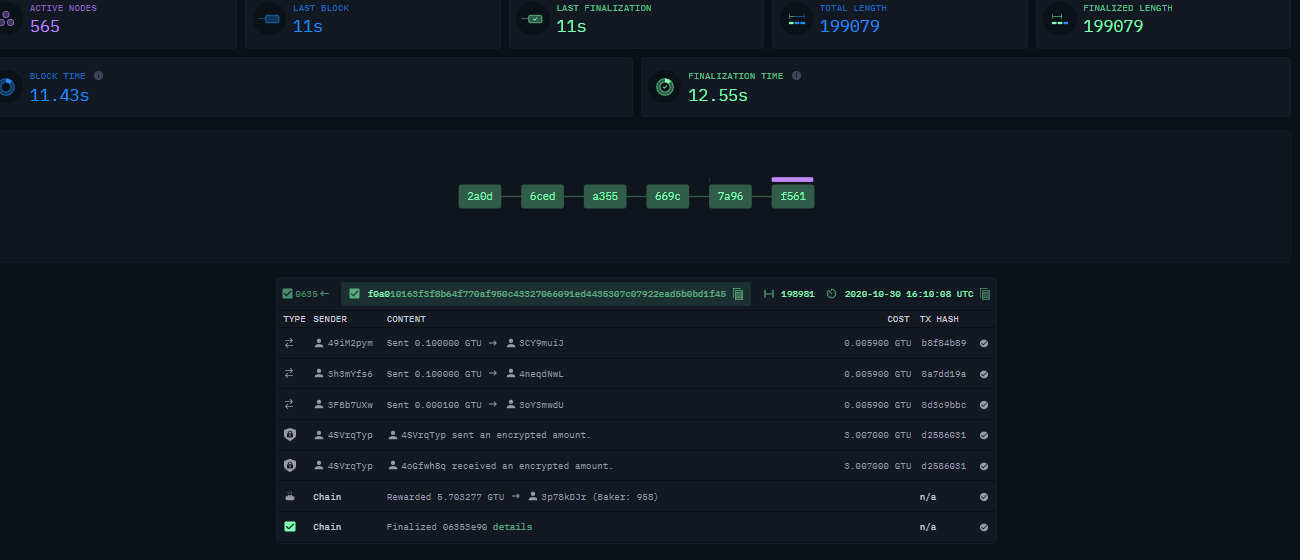 ACTIVE NODES
565
LAST BLOCK
11s
LAST FINALIZATION
11s
TOTAL LENGTH
199079
FINALIZED LENGTH
199079
BLOCK TIME
11.43s
FINALIZATION TIME
12.55s
2a0d 6ced a355 669c 7a96 f561
0635← f0a010163f3f8b64f770af950c43327066091ed4435307c07922ead5b0bd1f45 198981 2020-10-30 16:10:08 UTC
TYPE SENDER CONTENT COST TX HASH
49iM2pym Sent 0.100000 GTU → 3CY9muiJ 0.005900 GTU b8f84b89
3h3mYfs6 Sent 0.100000 GTU → 4neqdNwL 0.005900 GTU 8a7dd19a
3FBb7UXw Sent 0.000100 GTU → 3oY3mwdU 0.005900 GTU 8d3c9bbc
4SVrqTyp 4SVrqTyp sent an encrypted amount. 3.007000 GTU d2586031
4SVrqTyp 4oGfwh8q received an encrypted amount. 3.007000 GTU d2586031
Chain Rewarded 5.703277 GTU → 3p78kDJr (Baker: 958) n/a
Chain Finalized 06353e90 details n/a